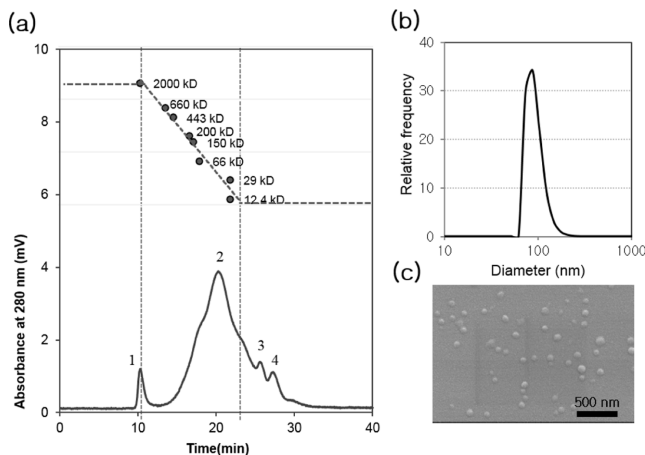 (a)
10
8
6
4
2
0
0
10
20
30
40
Absorbance at 280 nm (mV)
Time(min)
2000 kD
660 kD
443 kD
200 kD
150 kD
66 kD
29 kD
12.4 kD
1
2
3
4
(b)
40
30
20
10
0
10
100
1000
Relative frequency
Diameter (nm)
(c)
500 nm